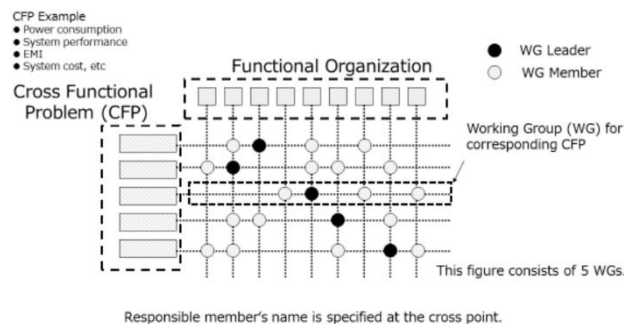 CFP Example
● Power consumption
● System performance
● EMI
● System cost, etc
Functional Organization
WG Leader
WG Member
Cross Functional
Problem (CFP)
Working Group (WG) for
corresponding CFP
This figure consists of 5 WGs.
Responsible member's name is specified at the cross point.